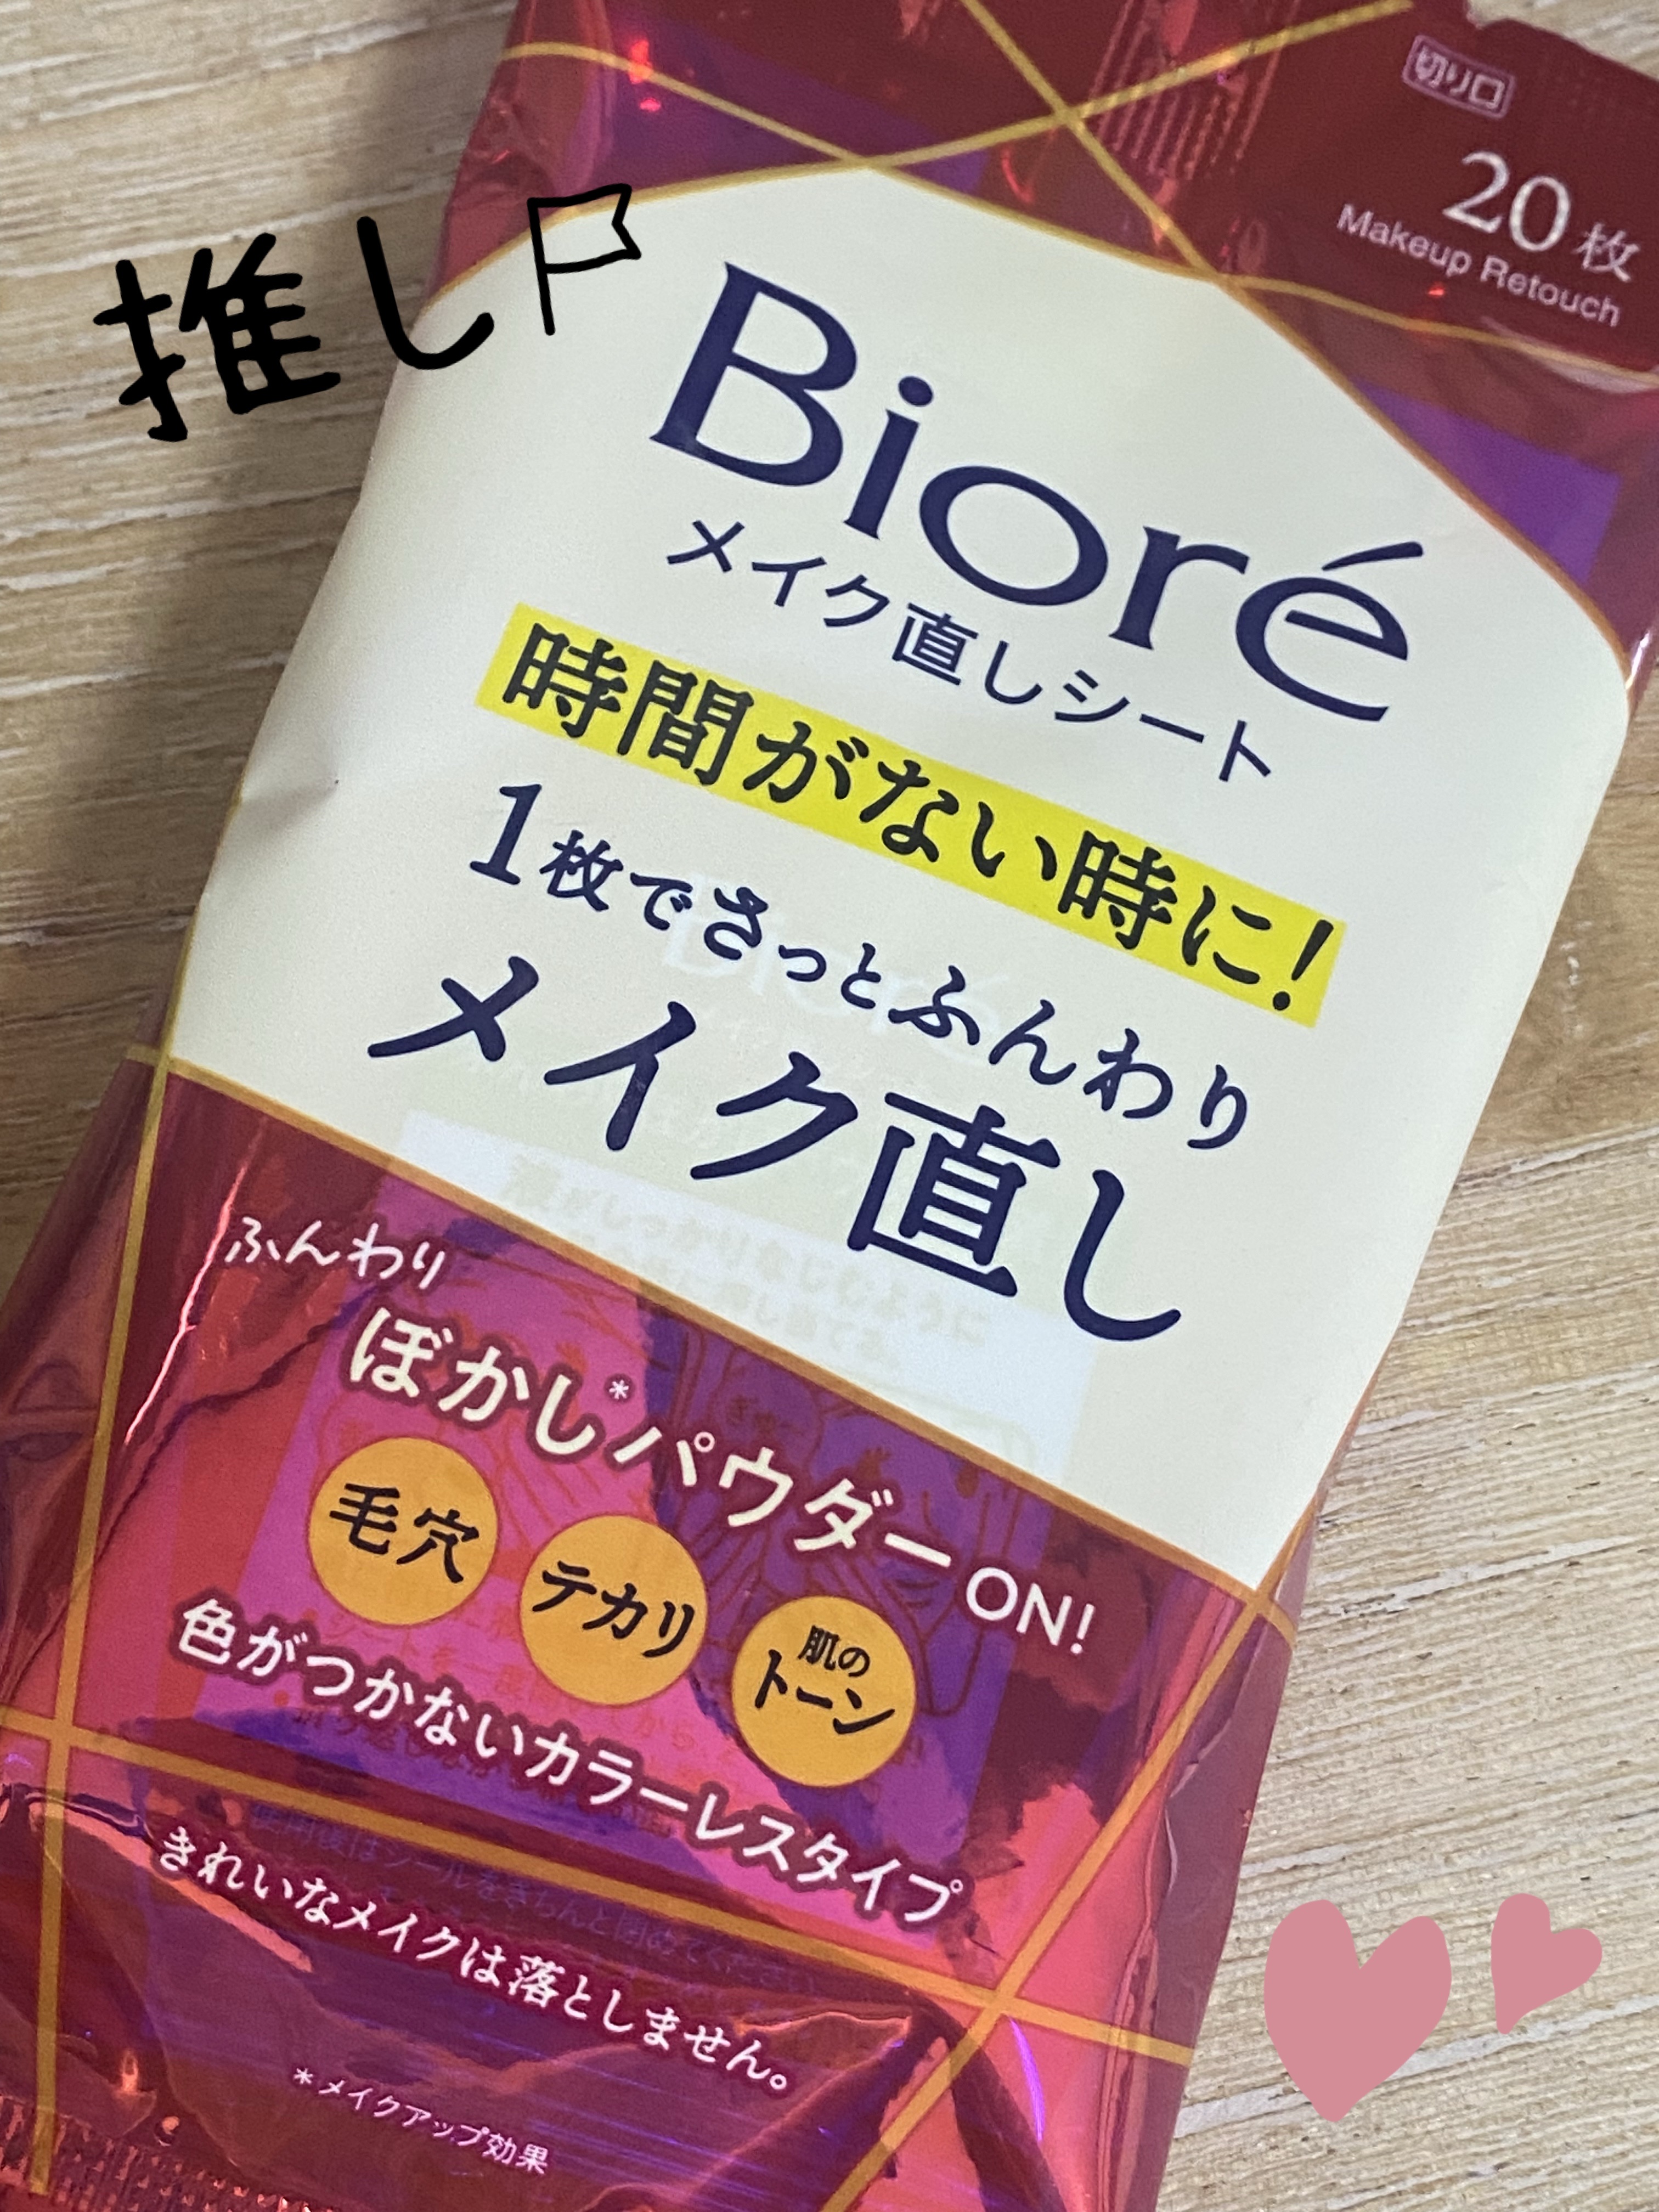 切り口
20枚
Makeup Retouch
推し
Bioré
メイク直しシート
時間がない時に!
1枚でさっとふんわり
メイク直し
ふんわり
ぼかし*パウダーON!
毛穴
テカリ
肌の
トーン
色がつかないカラーレスタイプ
きれいなメイクは落としません。
*メイクアップ効果